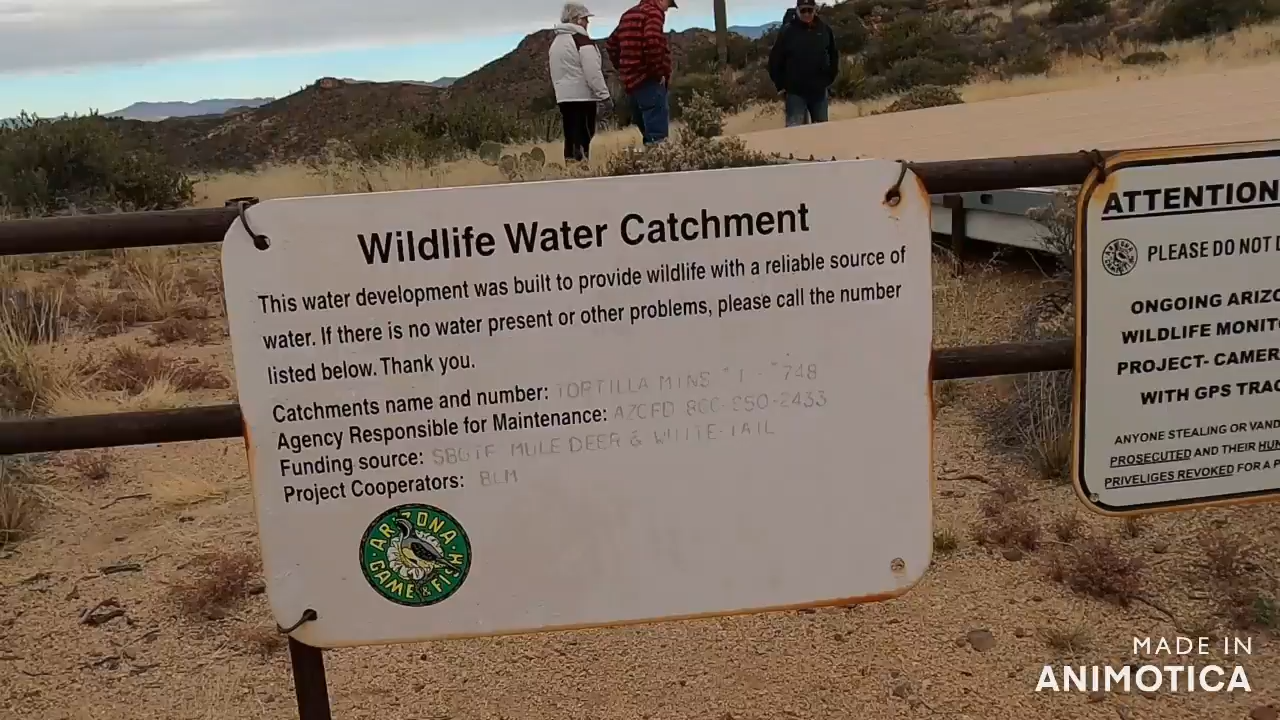 Wildlife Water Catchment
This water development was built to provide wildlife with a reliable source of
water. If there is no water present or other problems, please call the number
listed below. Thank you.
Catchments name and number: TORTILLA MTNS
Agency Responsible for Maintenance: AZGFD 800-
Funding source: SBGTF MULE DEER & WHITE-TAIL
Project Cooperators: BLM
ARIZONA
GAME & FISH
ATTENTION
PLEASE DO NOT
ONGOING ARIZO
WILDLIFE MONIT
PROJECT- CAMER
WITH GPS TRAC
ANYONE STEALING OR VAND
PROSECUTED AND THEIR HUN
PRIVELIGES REVOKED FOR A P
MADE IN
ANIMOTICA